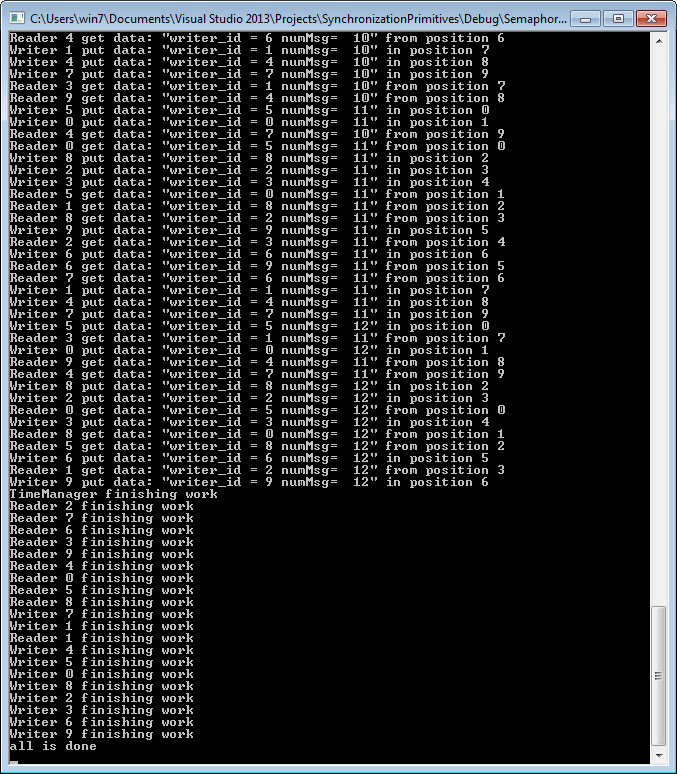 C:\Users\win7\Documents\Visual Studio 2013\Projects\SynchronizationPrimitives\Debug\Semaphor...
Reader 4 get data: "writer_id = 6 numMsg=  10" from position 6
Writer 1 put data: "writer_id = 1 numMsg=  10" in position 7
Writer 4 put data: "writer_id = 4 numMsg=  10" in position 8
Writer 7 put data: "writer_id = 7 numMsg=  10" in position 9
Reader 3 get data: "writer_id = 1 numMsg=  10" from position 7
Reader 9 get data: "writer_id = 4 numMsg=  10" from position 8
Writer 5 put data: "writer_id = 5 numMsg=  11" in position 0
Writer 0 put data: "writer_id = 0 numMsg=  11" in position 1
Reader 4 get data: "writer_id = 7 numMsg=  10" from position 9
Reader 0 get data: "writer_id = 5 numMsg=  11" from position 0
Writer 8 put data: "writer_id = 8 numMsg=  11" in position 2
Writer 2 put data: "writer_id = 2 numMsg=  11" in position 3
Writer 3 put data: "writer_id = 3 numMsg=  11" in position 4
Reader 5 get data: "writer_id = 0 numMsg=  11" from position 1
Reader 1 get data: "writer_id = 8 numMsg=  11" from position 2
Reader 8 get data: "writer_id = 2 numMsg=  11" from position 3
Writer 9 put data: "writer_id = 9 numMsg=  11" in position 5
Reader 2 get data: "writer_id = 3 numMsg=  11" from position 4
Writer 6 put data: "writer_id = 6 numMsg=  11" in position 6
Reader 6 get data: "writer_id = 9 numMsg=  11" from position 5
Reader 7 get data: "writer_id = 6 numMsg=  11" from position 6
Writer 1 put data: "writer_id = 1 numMsg=  11" in position 7
Writer 4 put data: "writer_id = 4 numMsg=  11" in position 8
Writer 7 put data: "writer_id = 7 numMsg=  11" in position 9
Writer 5 put data: "writer_id = 5 numMsg=  12" in position 0
Reader 3 get data: "writer_id = 1 numMsg=  11" from position 7
Writer 0 put data: "writer_id = 0 numMsg=  12" in position 1
Reader 9 get data: "writer_id = 4 numMsg=  11" from position 8
Reader 4 get data: "writer_id = 7 numMsg=  11" from position 9
Writer 8 put data: "writer_id = 8 numMsg=  12" in position 2
Writer 2 put data: "writer_id = 2 numMsg=  12" in position 3
Reader 0 get data: "writer_id = 5 numMsg=  12" from position 0
Writer 3 put data: "writer_id = 3 numMsg=  12" in position 4
Reader 8 get data: "writer_id = 0 numMsg=  12" from position 1
Reader 5 get data: "writer_id = 8 numMsg=  12" from position 2
Writer 6 put data: "writer_id = 6 numMsg=  12" in position 5
Reader 1 get data: "writer_id = 2 numMsg=  12" from position 3
Writer 9 put data: "writer_id = 9 numMsg=  12" in position 6
TimeManager finishing work
Reader 2 finishing work
Reader 7 finishing work
Reader 6 finishing work
Reader 3 finishing work
Reader 9 finishing work
Reader 4 finishing work
Reader 0 finishing work
Reader 5 finishing work
Reader 8 finishing work
Writer 7 finishing work
Writer 1 finishing work
Reader 1 finishing work
Writer 4 finishing work
Writer 5 finishing work
Writer 0 finishing work
Writer 8 finishing work
Writer 2 finishing work
Writer 3 finishing work
Writer 6 finishing work
Writer 9 finishing work
all is done